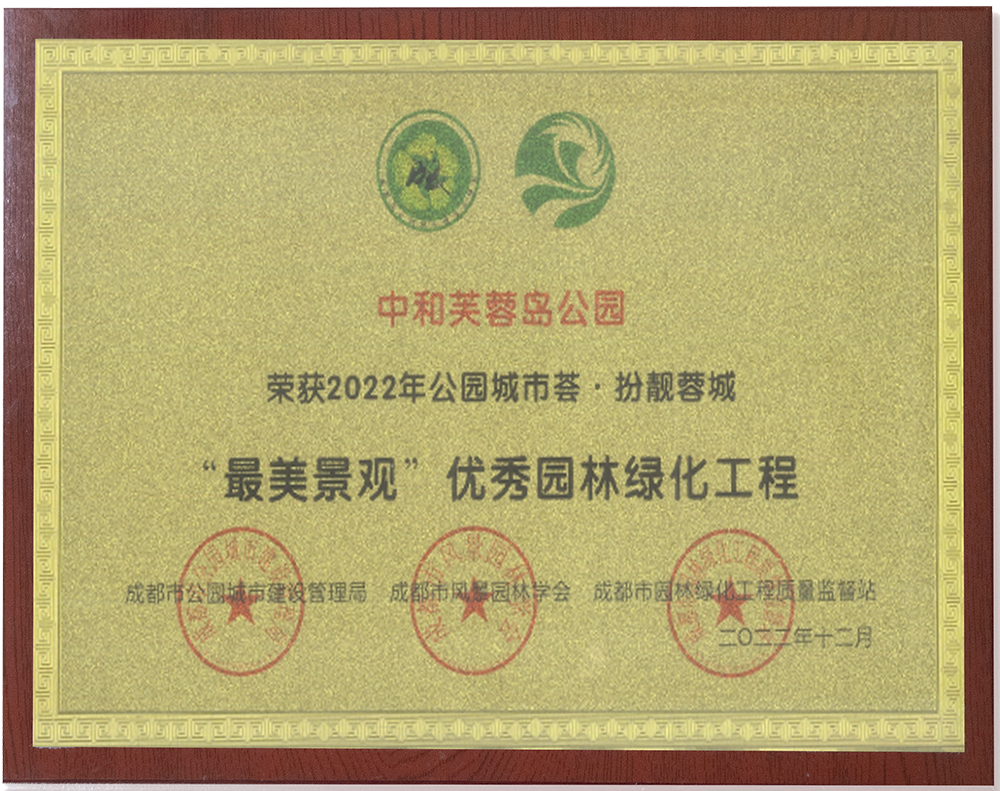 中和芙蓉岛公园
荣获2022年公园城市荟·扮靓蓉城
“最美景观”优秀园林绿化工程
成都市公园城市建设管理局 成都市风景园林学会 成都市园林绿化工程质量监督站
二〇二二年十二月